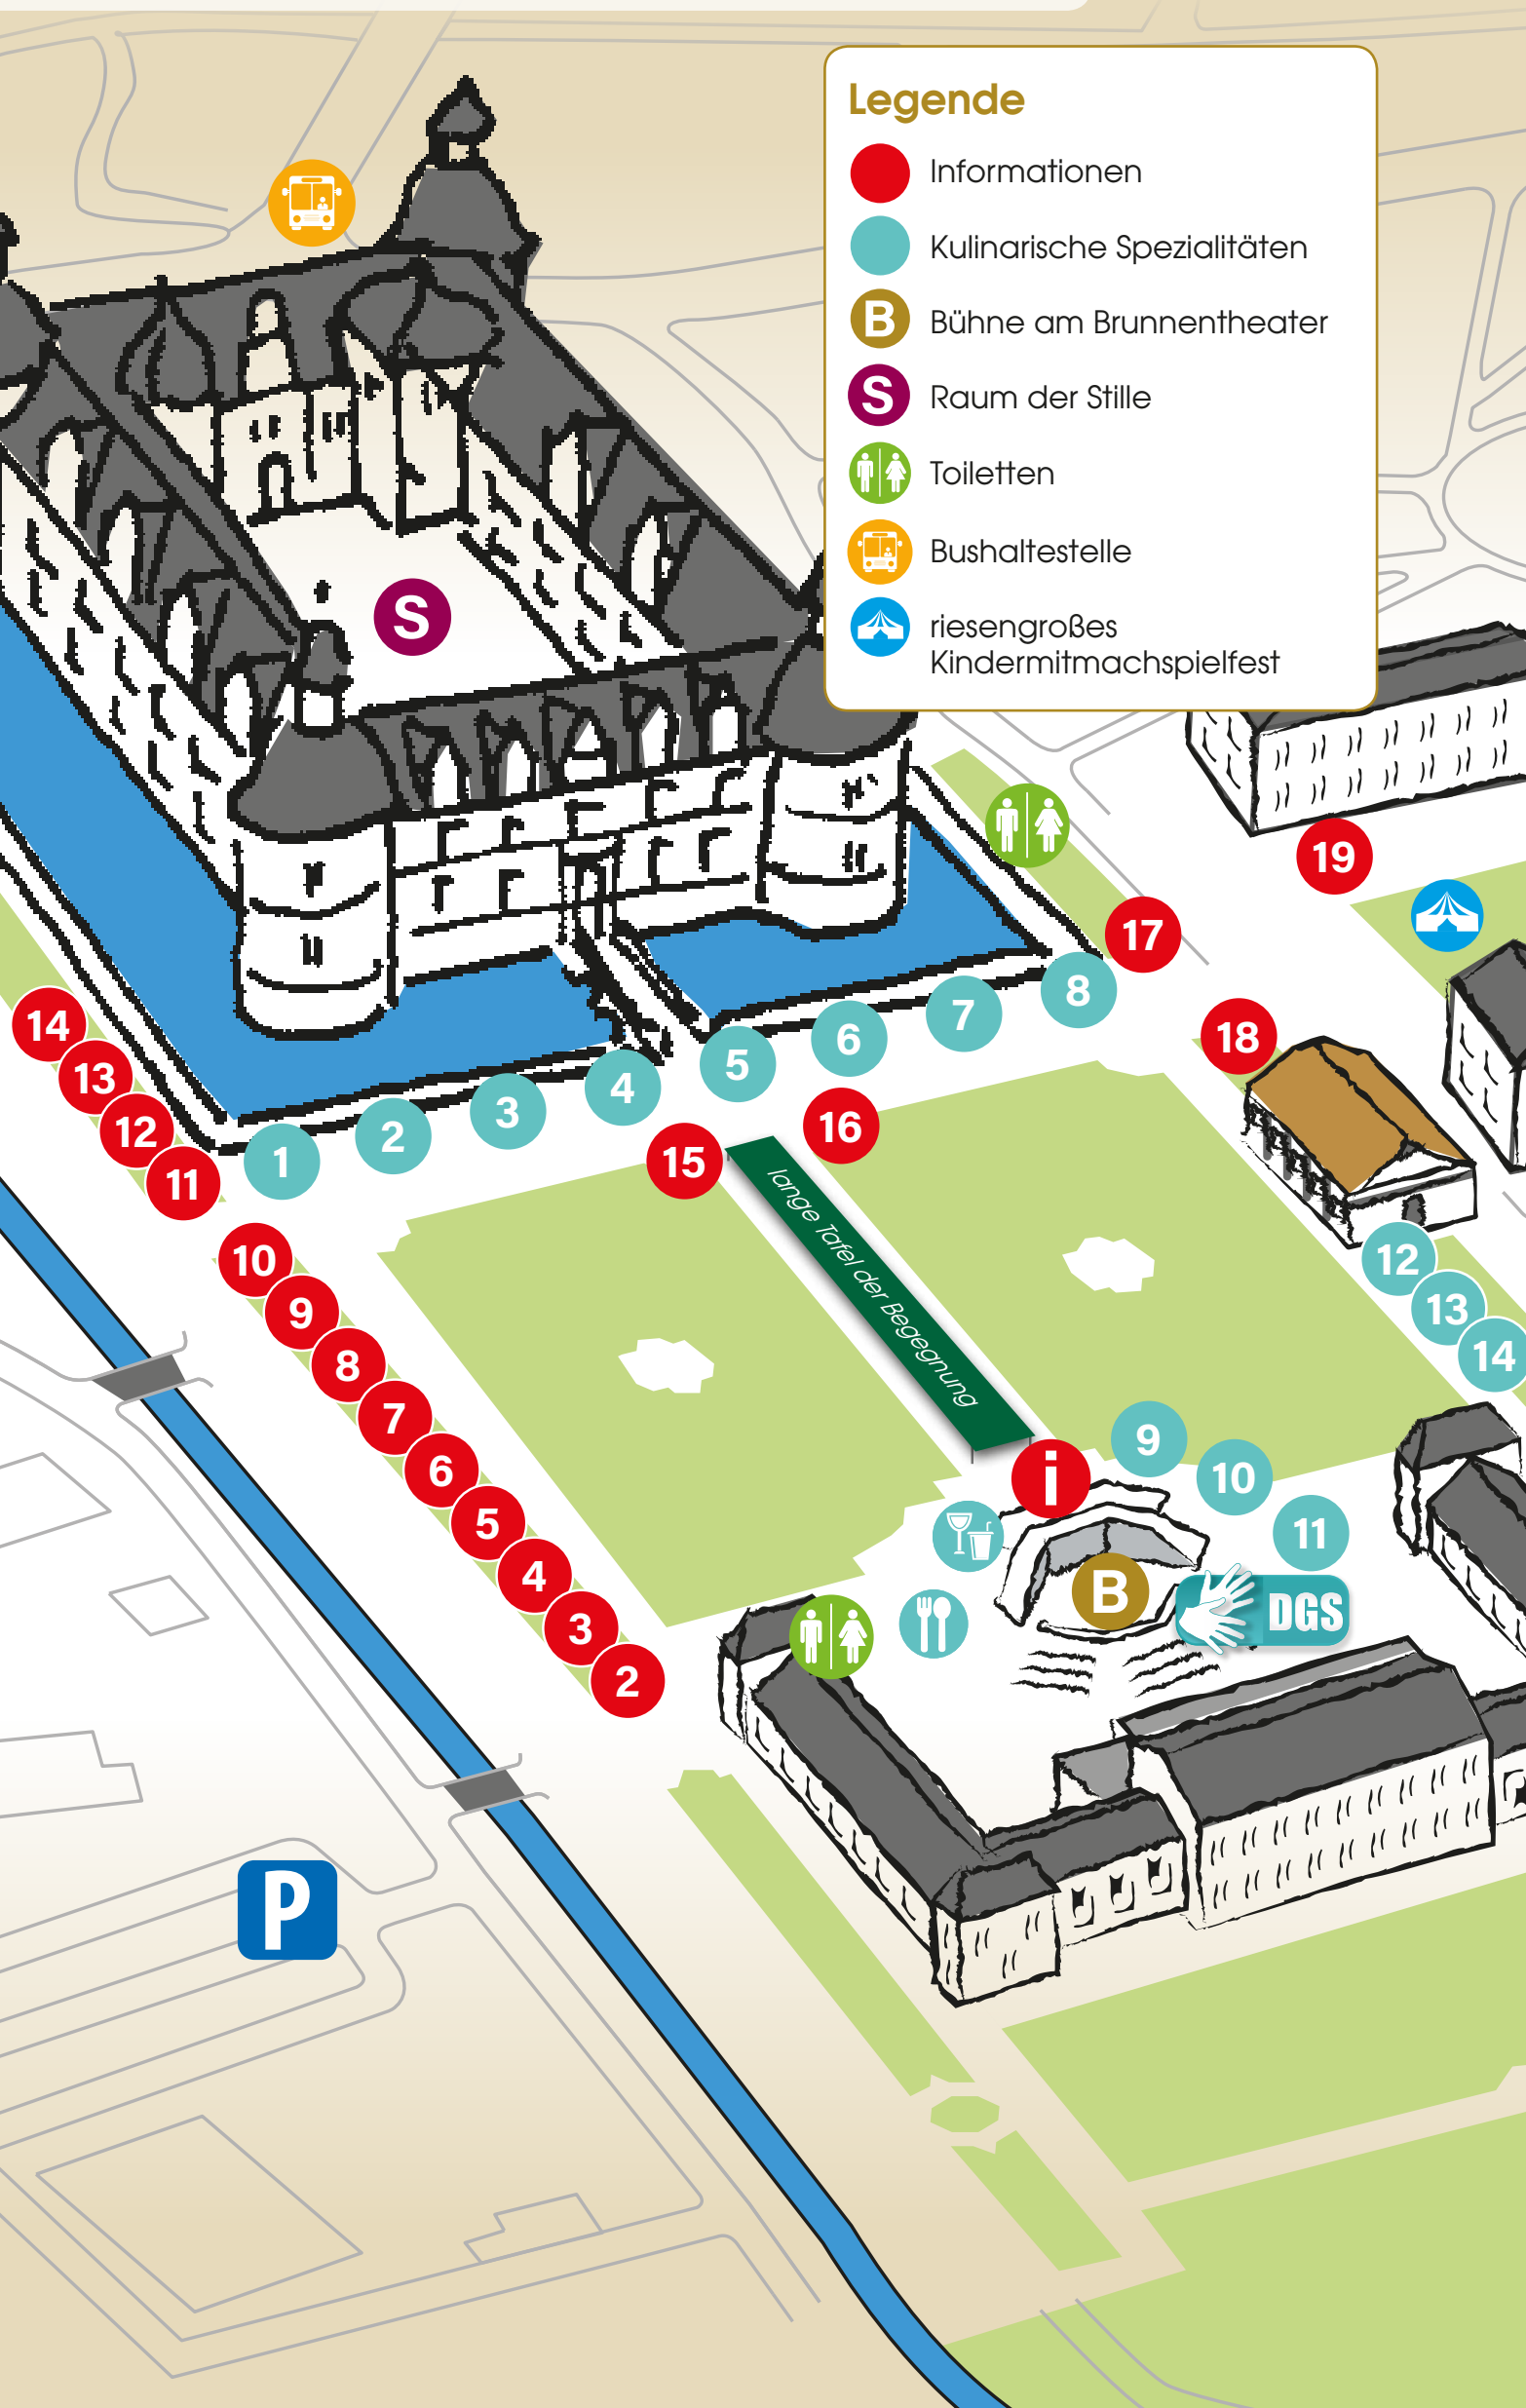 Legende
Informationen
Kulinarische Spezialitäten
B Bühne am Brunnentheater
S Raum der Stille
Toiletten
Bushaltestelle
riesengroßes
Kindermitmachspielfest
S
19
17
8
7
18
14
6
13
5
4
3
16
12
2
15
1
11
lange Tafel der Begegnung
10
12
9
13
8
14
7
9
6
i
10
5
11
4
B
DGS
3
2
P